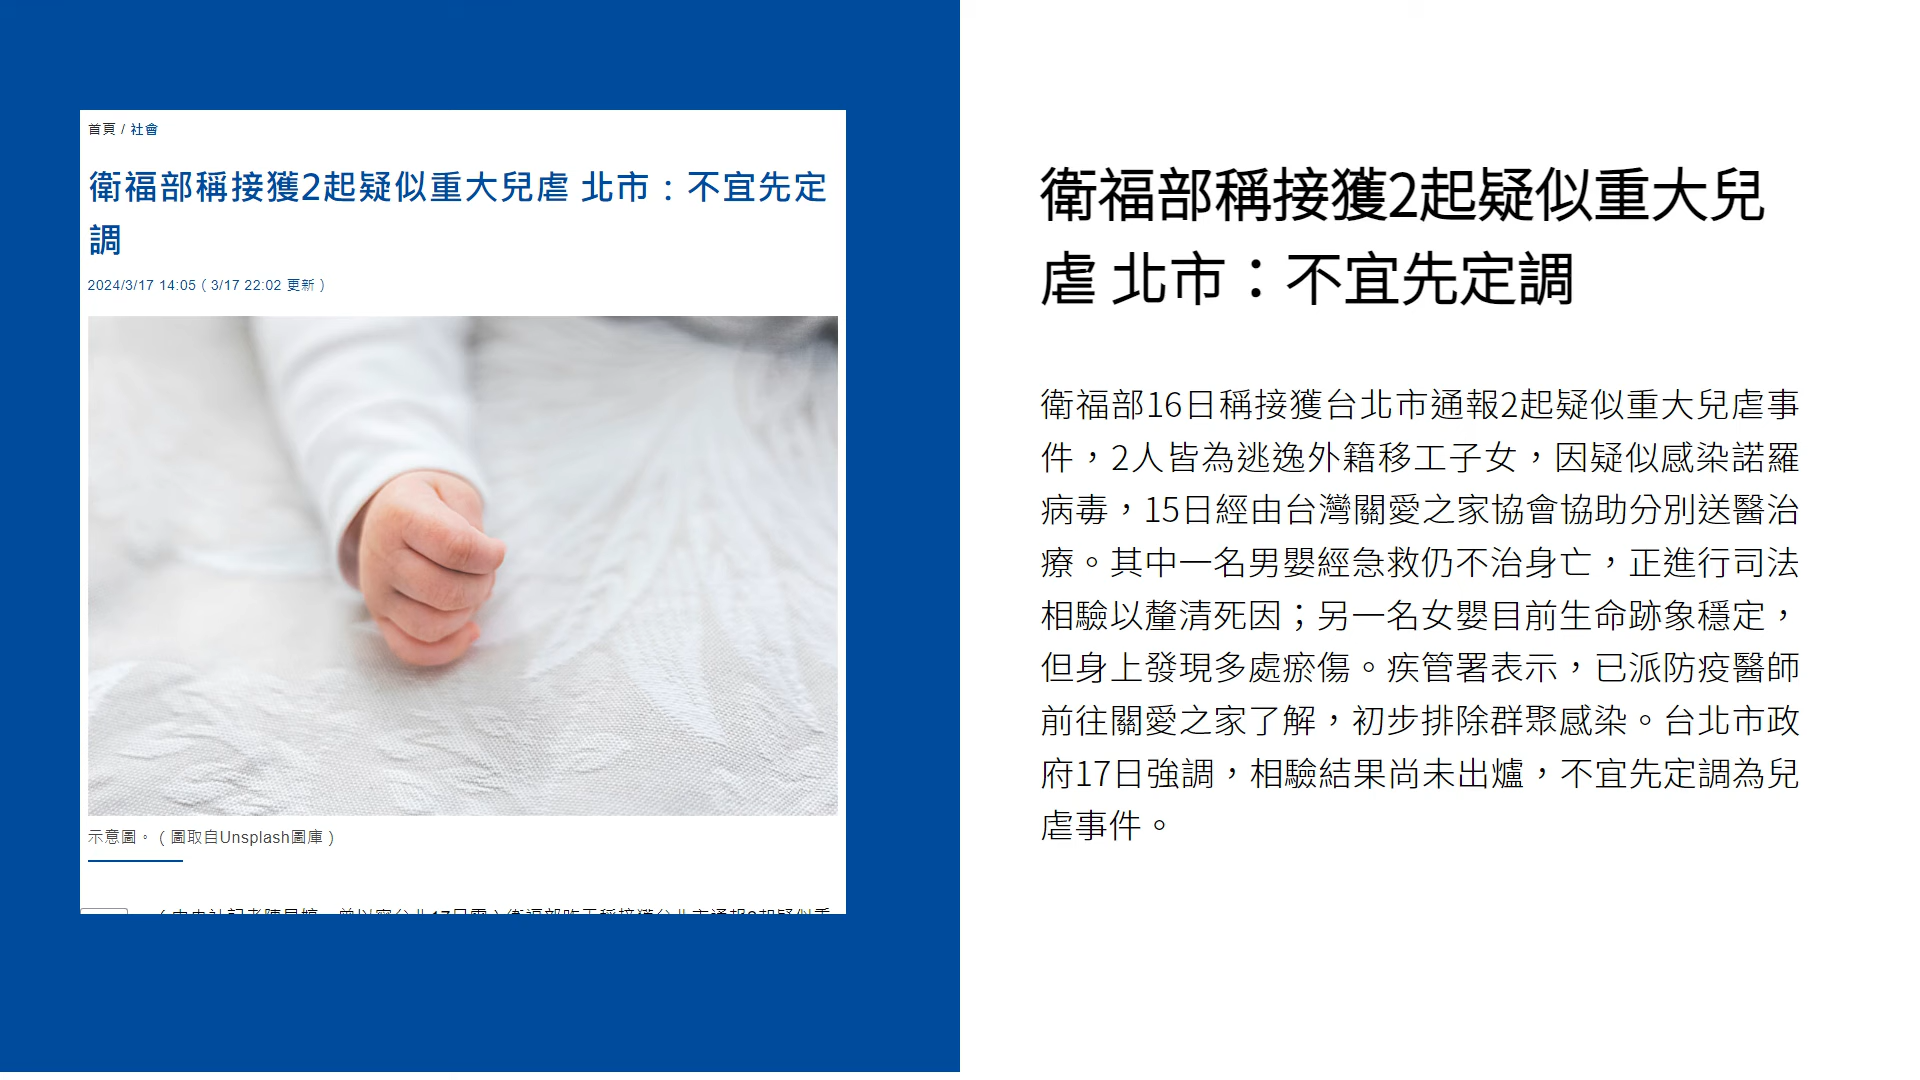 首頁 / 社會
衛福部稱接獲2起疑似重大兒虐 北市：不宜先定
調
2024/3/17 14:05（3/17 22:02 更新）
示意圖。（圖取自Unsplash圖庫）
衛福部稱接獲2起疑似重大兒
虐 北市：不宜先定調
衛福部16日稱接獲台北市通報2起疑似重大兒虐事
件，2人皆為逃逸外籍移工子女，因疑似感染諾羅
病毒，15日經由台灣關愛之家協會協助分別送醫治
療。其中一名男嬰經急救仍不治身亡，正進行司法
相驗以釐清死因；另一名女嬰目前生命跡象穩定，
但身上發現多處瘀傷。疾管署表示，已派防疫醫師
前往關愛之家了解，初步排除群聚感染。台北市政
府17日強調，相驗結果尚未出爐，不宜先定調為兒
虐事件。